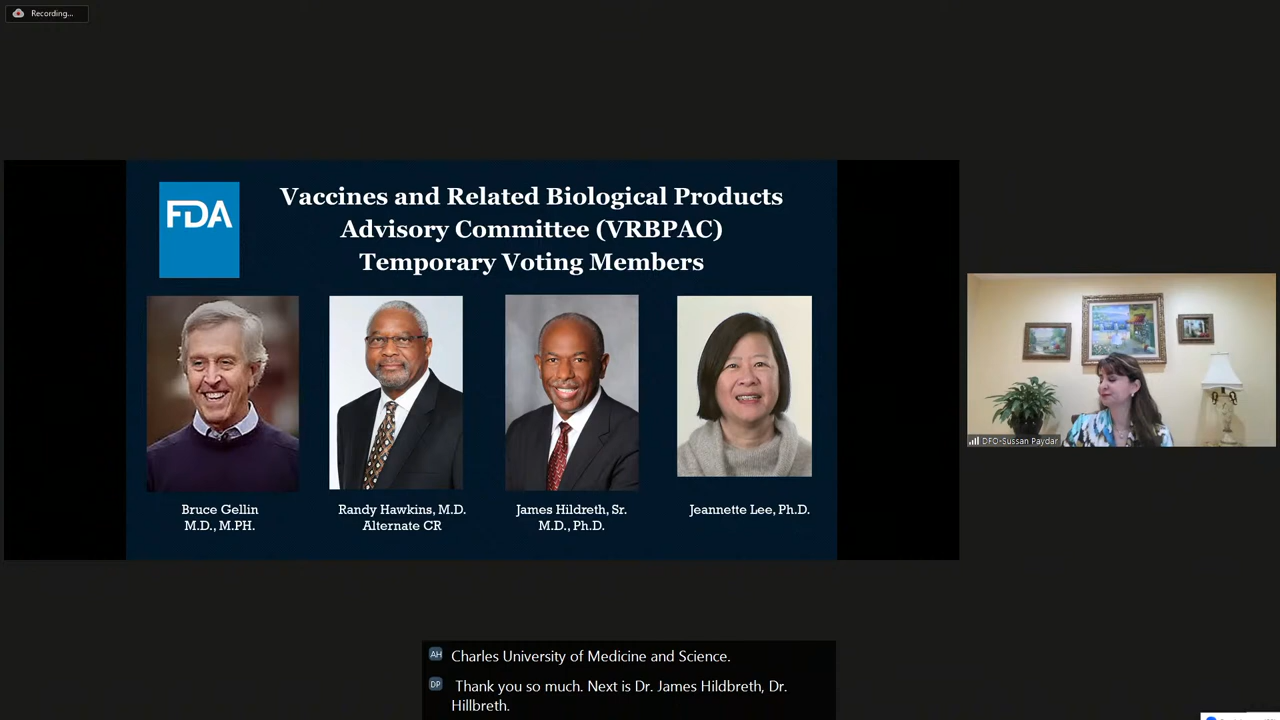 Recording...
FDA
Vaccines and Related Biological Products
Advisory Committee (VRBPAC)
Temporary Voting Members
Bruce Gellin
M.D., M.PH.
Randy Hawkins, M.D.
Alternate CR
James Hildreth, Sr.
M.D., Ph.D.
Jeannette Lee, Ph.D.
DFO-Sussan Paydar
AH Charles University of Medicine and Science.
DP Thank you so much. Next is Dr. James Hildbreth, Dr.
Hillbreth.